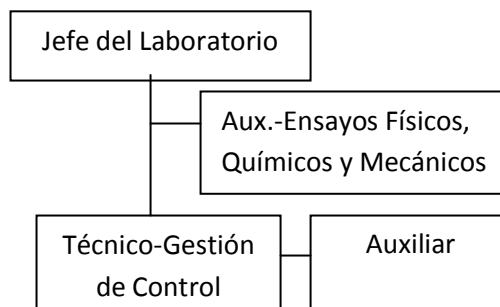 Jefe del Laboratorio
Aux.-Ensayos Físicos,
Químicos y Mecánicos
Técnico-Gestión
de Control
Auxiliar